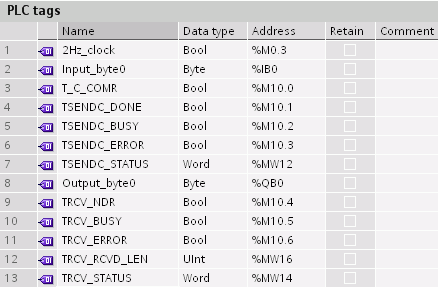 PLC tags
Name Data type Address Retain Comment
1 2Hz_clock Bool %M0.3
2 Input_byte0 Byte %IB0
3 T_C_COMR Bool %M10.0
4 TSENDC_DONE Bool %M10.1
5 TSENDC_BUSY Bool %M10.2
6 TSENDC_ERROR Bool %M10.3
7 TSENDC_STATUS Word %MW12
8 Output_byte0 Byte %QB0
9 TRCV_NDR Bool %M10.4
10 TRCV_BUSY Bool %M10.5
11 TRCV_ERROR Bool %M10.6
12 TRCV_RCVD_LEN UInt %MW16
13 TRCV_STATUS Word %MW14